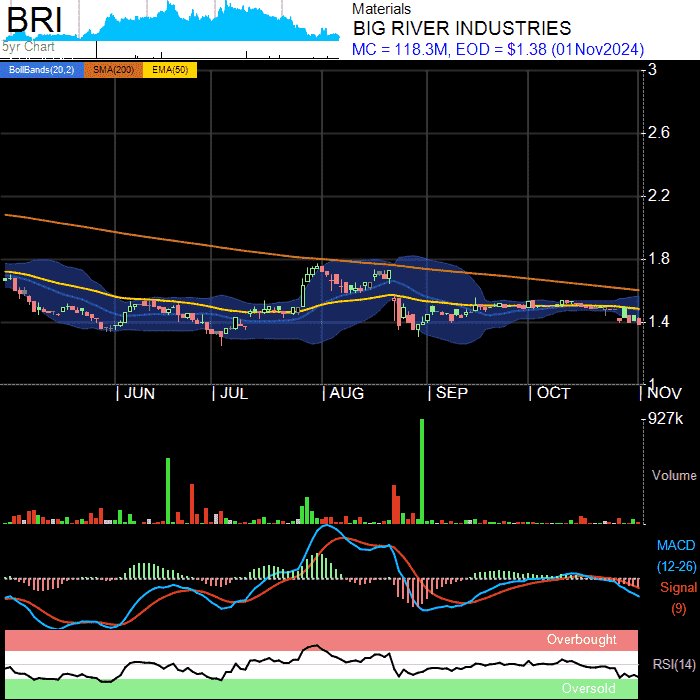 BRI
5yr Chart
Materials
BIG RIVER INDUSTRIES
MC = 118.3M, EOD = $1.38 (01Nov2024)
BollBands(20,2) SMA(200) EMA(50)
3
2.6
2.2
1.8
1.4
1
JUN JUL AUG SEP OCT NOV
927k
Volume
MACD
(12-26)
Signal
(9)
Overbought
RSI(14)
Oversold